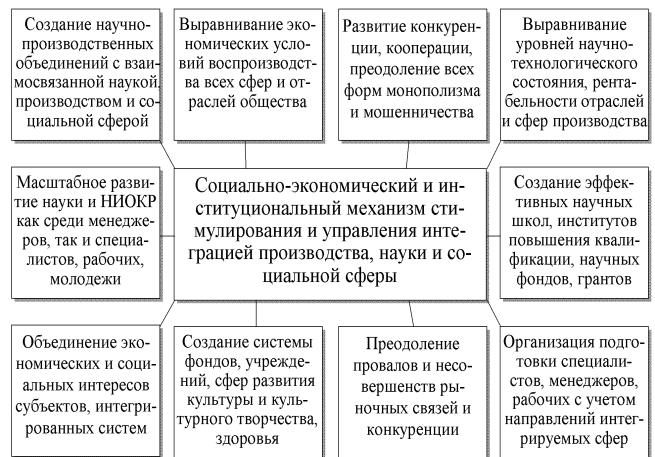 Создание научно-
производственных
объединений с взаи-
мосвязанной наукой,
производством и со-
циальной сферой
Выравнивание эко-
номических усло-
вий воспроизводст-
ва всех сфер и от-
раслей общества
Развитие конкурен-
ции, кооперации,
преодоление всех
форм монополизма
и мошенничества
Выравнивание
уровней научно-
технологического
состояния, рента-
бельности отраслей
и сфер производства
Масштабное разви-
тие науки и НИОКР
как среди менедже-
ров, так и специа-
листов, рабочих,
молодежи
Социально-экономический и ин-
ституциональный механизм сти-
мулирования и управления инте-
грацией производства, науки и со-
циальной сферы
Создание эффек-
тивных научных
школ, институтов
повышения квали-
фикации, научных
фондов, грантов
Объединение эко-
номических и соци-
альных интересов
субъектов, интегри-
рованных систем
Создание системы
фондов, учрежде-
ний, сфер развития
культуры и куль-
турного творчества,
здоровья
Преодоление
провалов и несо-
вершенств ры-
ночных связей и
конкуренции
Организация подго-
товки специали-
стов, менеджеров,
рабочих с учетом
направлений интег-
рируемых сфер